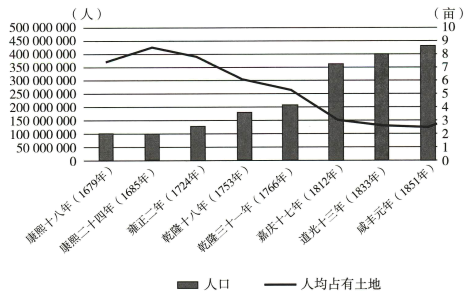 （人）
（亩）
500 000 000
450 000 000
400 000 000
350 000 000
300 000 000
250 000 000
200 000 000
150 000 000
100 000 000
50 000 000
0
10
9
8
7
6
5
4
3
2
1
0
康熙十八年（1679年）
康熙二十四年（1685年）
雍正二年（1724年）
乾隆十八年（1753年）
乾隆三十一年（1766年）
嘉庆十七年（1812年）
道光十三年（1833年）
咸丰元年（1851年）
人口
人均占有土地